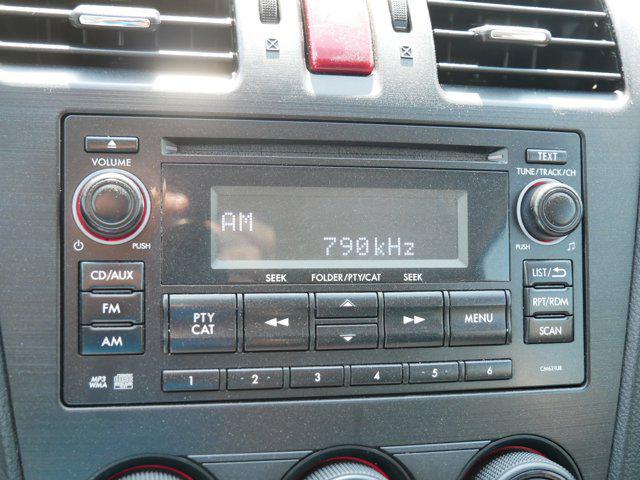 VOLUME
TEXT
TUNE/TRACK/CH
AM
790kHz
PUSH
PUSH
SEEK FOLDER/PTY/CAT SEEK
CD/AUX
LIST/
FM
PTY
CAT
MENU
RPT/RDM
AM
SCAN
MP3
WMA
1 - 2 - 3 4 - 5 - 6
CM621UB